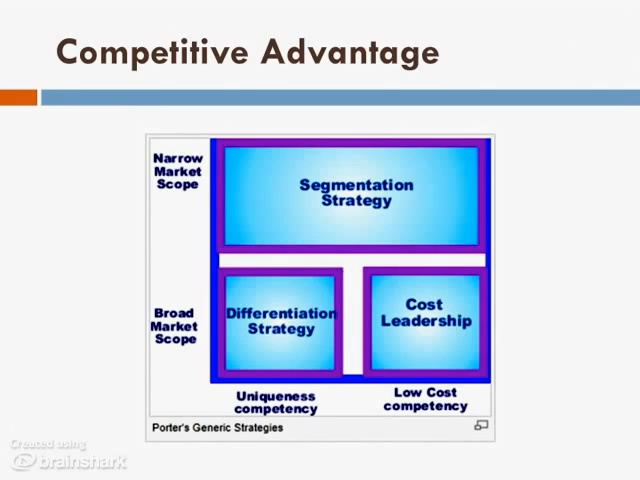 Competitive Advantage
Narrow
Market
Scope
Segmentation
Strategy
Broad
Market
Scope
Differentiation
Strategy
Cost
Leadership
Uniqueness
competency
Low Cost
competency
Porter's Generic Strategies
Created using
brainshark